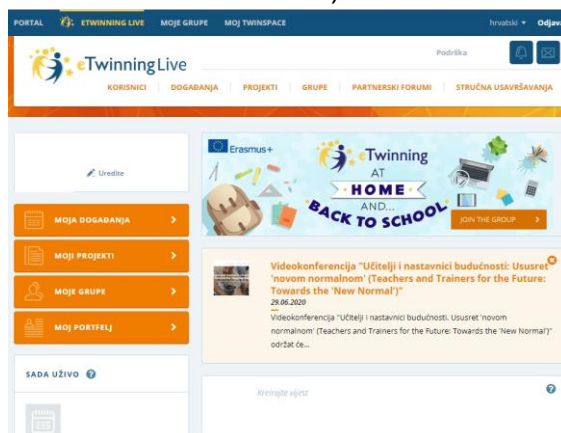 PORTAL ETWINNING LIVE MOJE GRUPE MOJ TWINSPACE hrvatski Odjava
eTwinning Live
Podrška
KORISNICI DOGAĐANJA PROJEKTI GRUPE PARTNERSKI FORUMI STRUČNA USAVRŠAVANJA
Uredite
MOJA DOGAĐANJA
MOJI PROJEKTI
MOJE GRUPE
MOJ PORTFELJ
SADA UŽIVO ?
Erasmus+
eTwinning
AT
HOME
AND...
BACK TO SCHOOL
JOIN THE GROUP
Videokonferencija "Učitelji i nastavnici budućnosti: Ususret
'novom normalnom' (Teachers and Trainers for the Future:
Towards the 'New Normal')"
29.06.2020
Videokonferencija "Učitelji i nastavnici budućnosti. Ususret 'novom
normalnom' (Teachers and Trainers for the Future: Towards the 'New Normal')"
održat će...
Kreirajte vijest ?